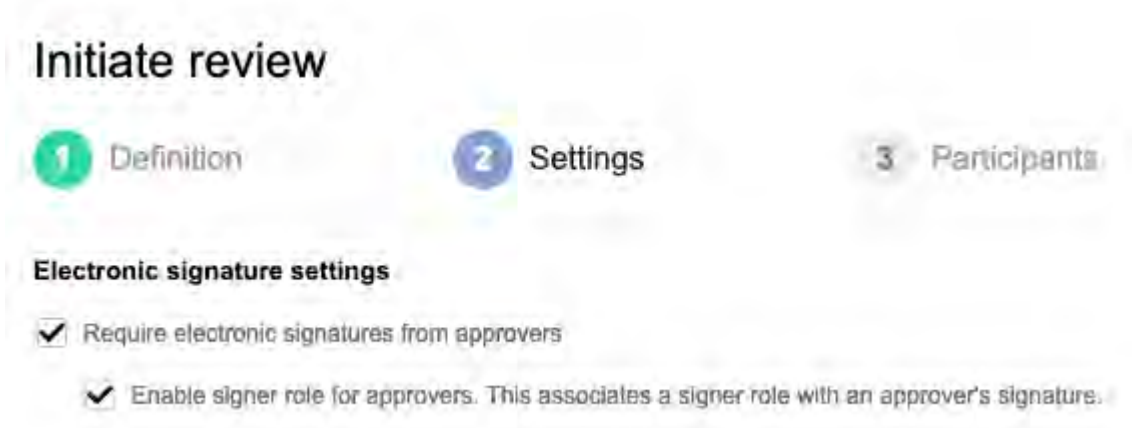 Initiate review
1 Definition 2 Settings 3 Participants
Electronic signature settings
Require electronic signatures from approvers
Enable signer role for approvers. This associates a signer role with an approver's signature.